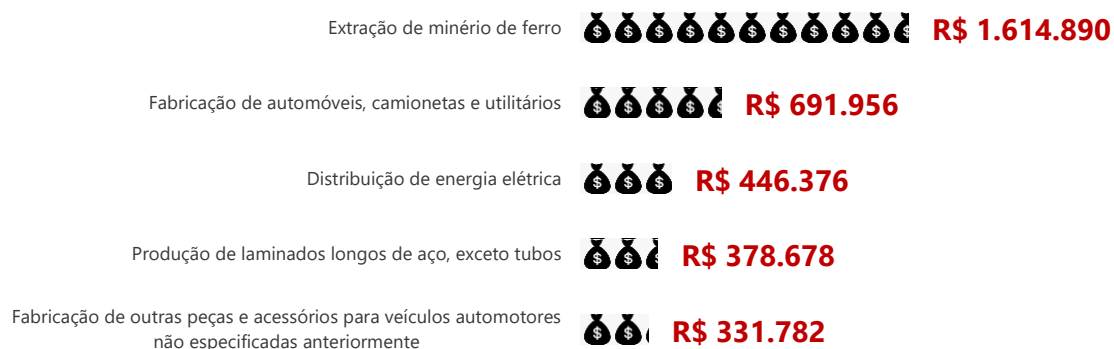 Extração de minério de ferro R$ 1.614.890
Fabricação de automóveis, camionetas e utilitários R$ 691.956
Distribuição de energia elétrica R$ 446.376
Produção de laminados longos de aço, exceto tubos R$ 378.678
Fabricação de outras peças e acessórios para veículos automotores
não especificadas anteriormente R$ 331.782